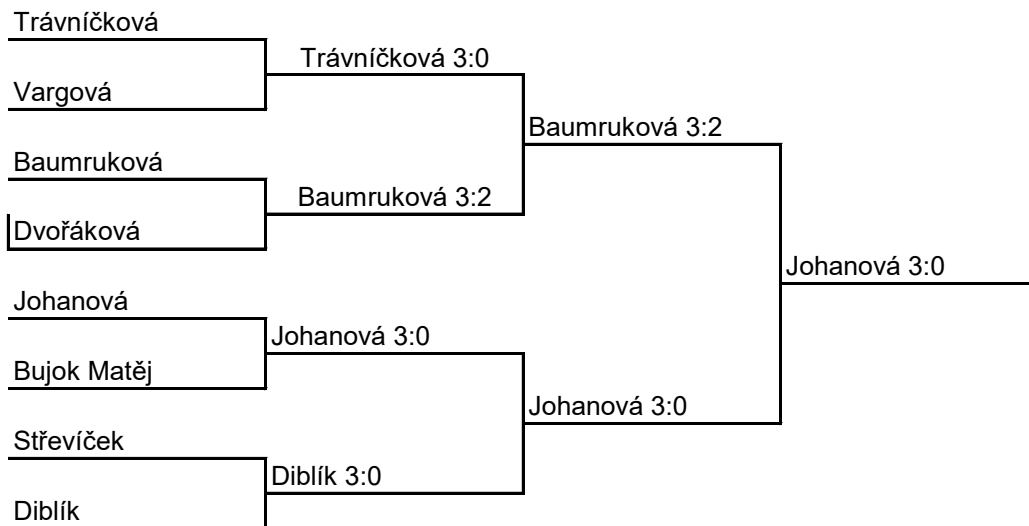 Trávníčková
Trávníčková 3:0
Vargová
Baumruková 3:2
Baumruková
Baumruková 3:2
Dvořáková
Johanová 3:0
Johanová
Johanová 3:0
Bujok Matěj
Johanová 3:0
Střevíček
Diblík 3:0
Diblík